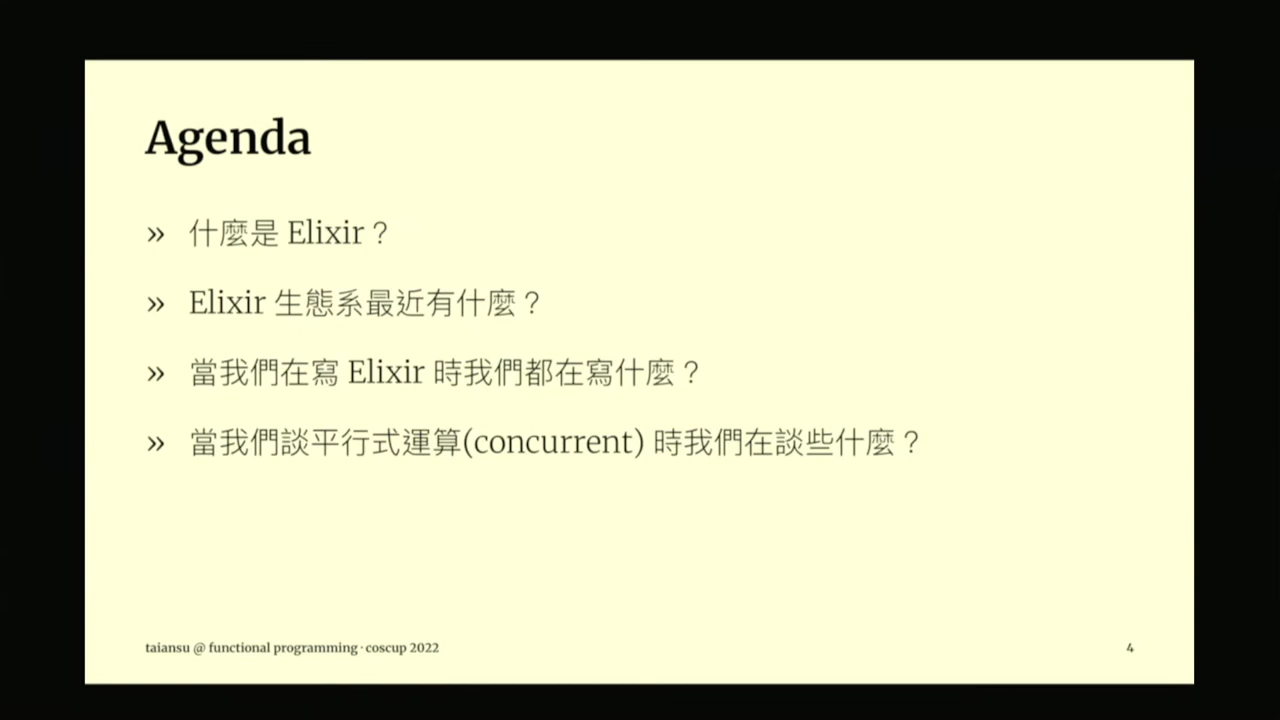 Agenda
» 什麼是 Elixir？
» Elixir 生態系最近有什麼？
» 當我們在寫 Elixir 時我們都在寫什麼？
» 當我們談平行式運算(concurrent) 時我們在談些什麼？
taiansu @ functional programming · coscup 2022
4